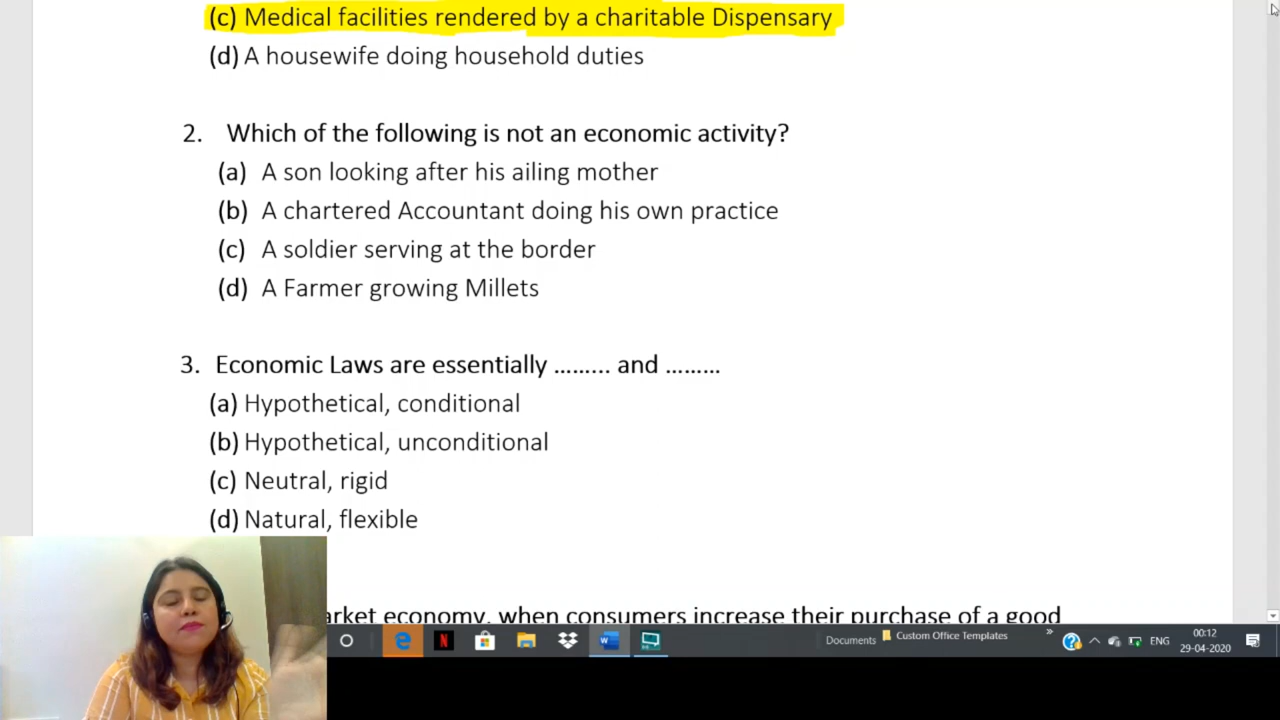 (c) Medical facilities rendered by a charitable Dispensary
(d) A housewife doing household duties
2. Which of the following is not an economic activity?
(a) A son looking after his ailing mother
(b) A chartered Accountant doing his own practice
(c) A soldier serving at the border
(d) A Farmer growing Millets
3. Economic Laws are essentially ......... and .........
(a) Hypothetical, conditional
(b) Hypothetical, unconditional
(c) Neutral, rigid
(d) Natural, flexible
economy, when consumers increase their purchase of a good
Documents Custom Office Templates » ENG 00:12
29-04-2020